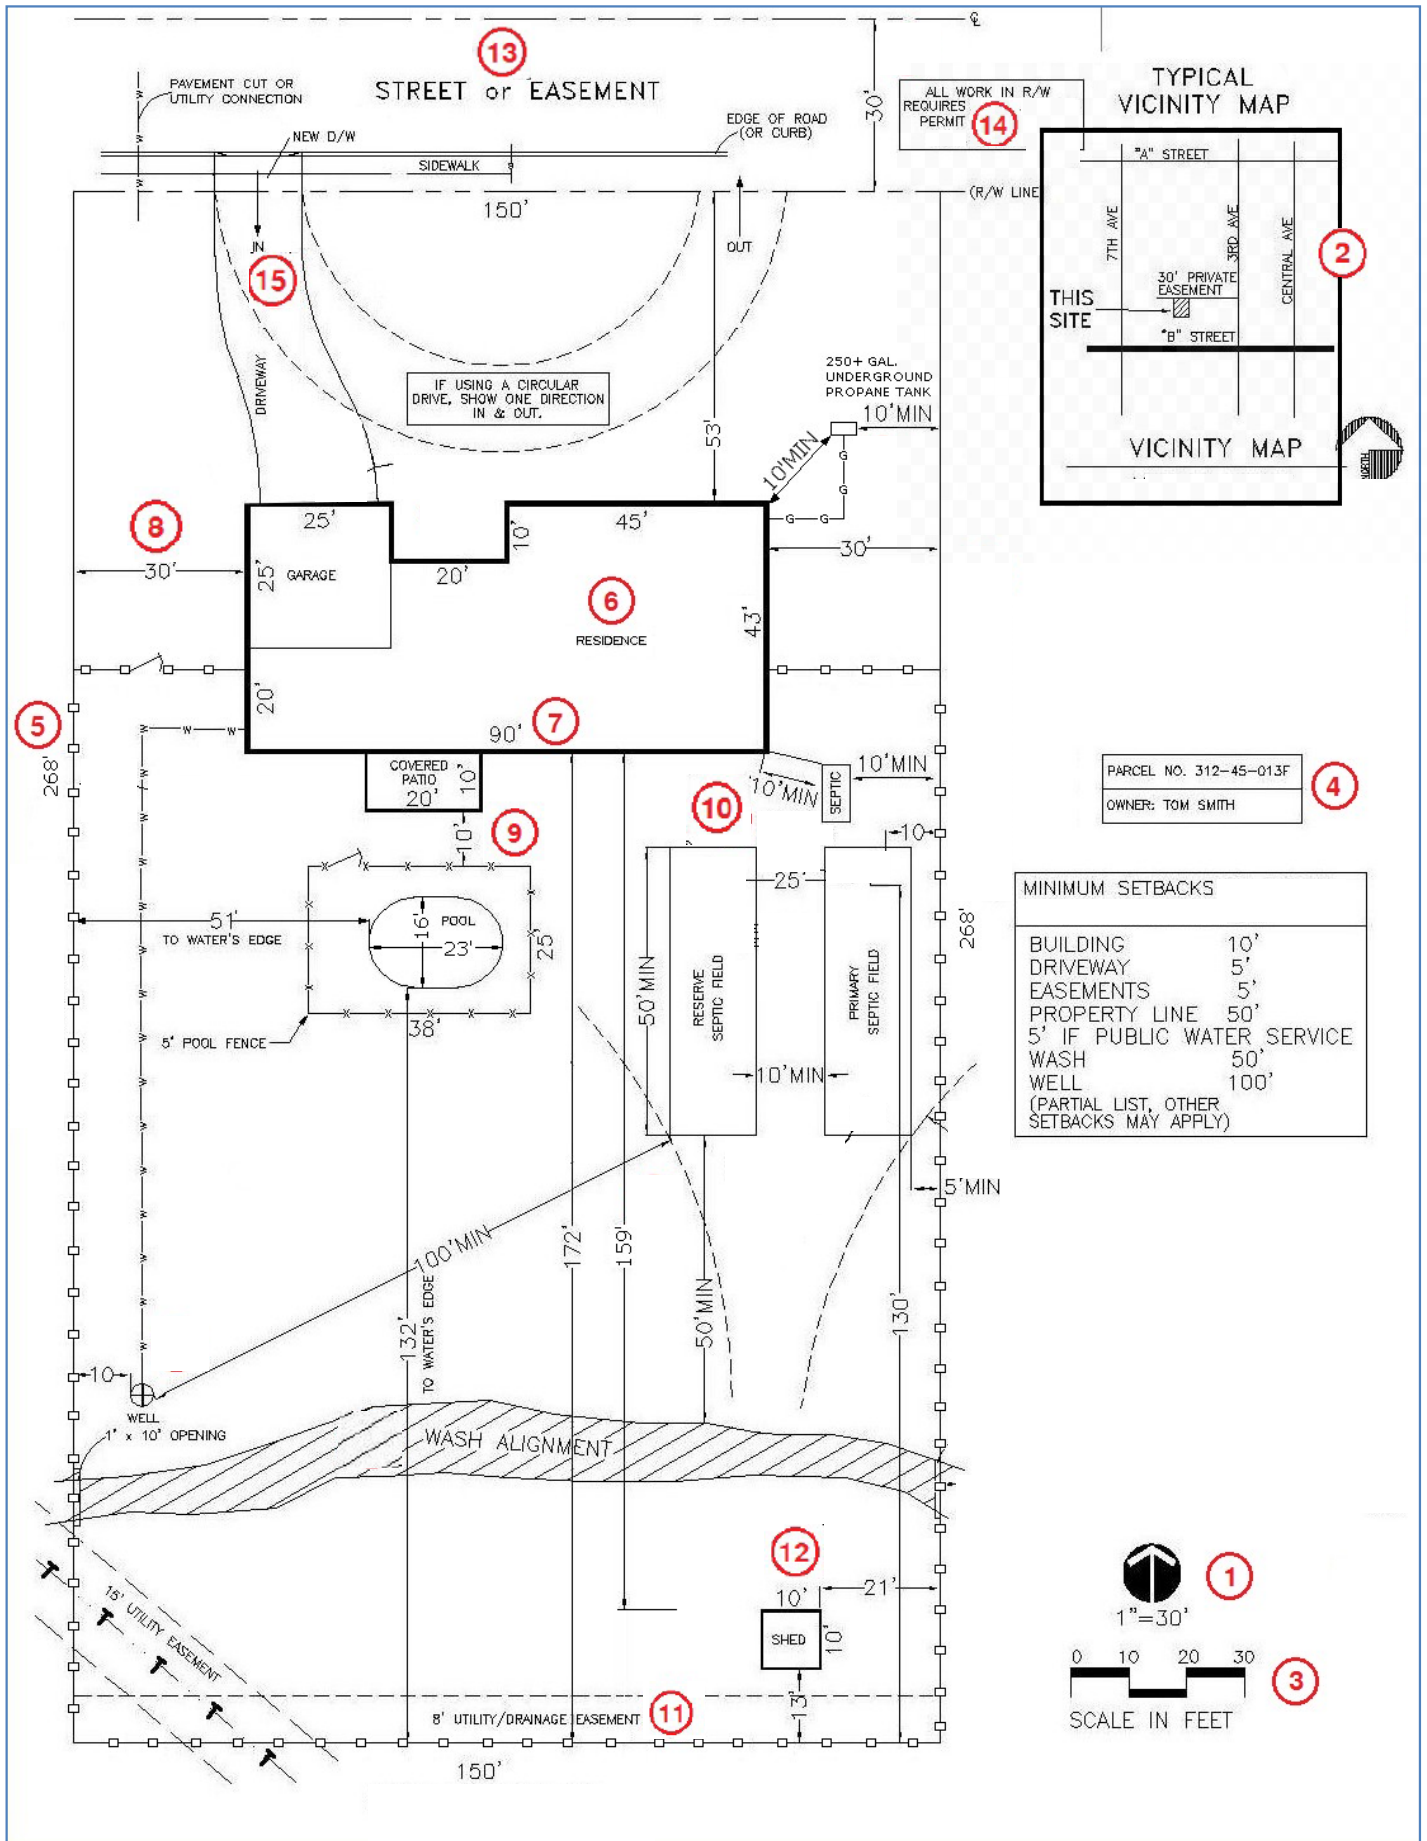 13
℄
STREET or EASEMENT
PAVEMENT CUT OR
UTILITY CONNECTION
NEW D/W
SIDEWALK
EDGE OF ROAD
(OR CURB)
30'
ALL WORK IN R/W
REQUIRES
PERMIT
14
(R/W LINE
150'
IN
15
OUT
TYPICAL
VICINITY MAP
"A" STREET
7TH AVE
3RD AVE
CENTRAL AVE
2
30' PRIVATE
EASEMENT
THIS
SITE
"B" STREET
VICINITY MAP
NORTH
DRIVEWAY
IF USING A CIRCULAR
DRIVE, SHOW ONE DIRECTION
IN & OUT.
53'
250+ GAL.
UNDERGROUND
PROPANE TANK
10'MIN
10'MIN
G
G
G G
8
30'
25'
25'
GARAGE
20'
10'
45'
6
RESIDENCE
43'
30'
5
268'
20'
90'
7
W W
COVERED
PATIO
20'
10'
10'
9
10'MIN
SEPTIC
10'MIN
10
10
PARCEL NO. 312-45-013F
OWNER: TOM SMITH
4
51'
TO WATER'S EDGE
16'
POOL
23'
25'
38'
5' POOL FENCE
25'
50'MIN
RESERVE
SEPTIC FIELD
PRIMARY
SEPTIC FIELD
10'MIN
268'
MINIMUM SETBACKS
BUILDING 10'
DRIVEWAY 5'
EASEMENTS 5'
PROPERTY LINE 50'
5' IF PUBLIC WATER SERVICE
WASH 50'
WELL 100'
(PARTIAL LIST, OTHER
SETBACKS MAY APPLY)
5'MIN
100'MIN
172'
159'
50'MIN
130'
132'
TO WATER'S EDGE
10
WELL
1' x 10' OPENING
WASH ALIGNMENT
16' UTILITY EASEMENT
12
10'
21'
SHED
10'
13'
8' UTILITY/DRAINAGE EASEMENT
11
150'
1
1"=30'
0 10 20 30
3
SCALE IN FEET